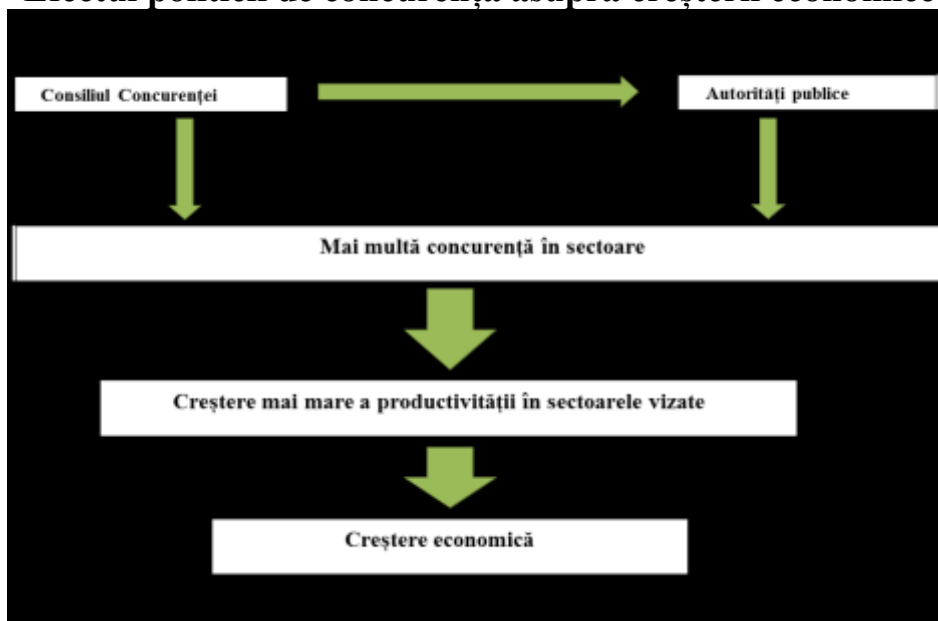 Efectul politicii de concurență asupra creșterii economice
Consiliul Concurenței
Autorități publice
Mai multă concurență în sectoare
Creștere mai mare a productivității în sectoarele vizate
Creștere economică